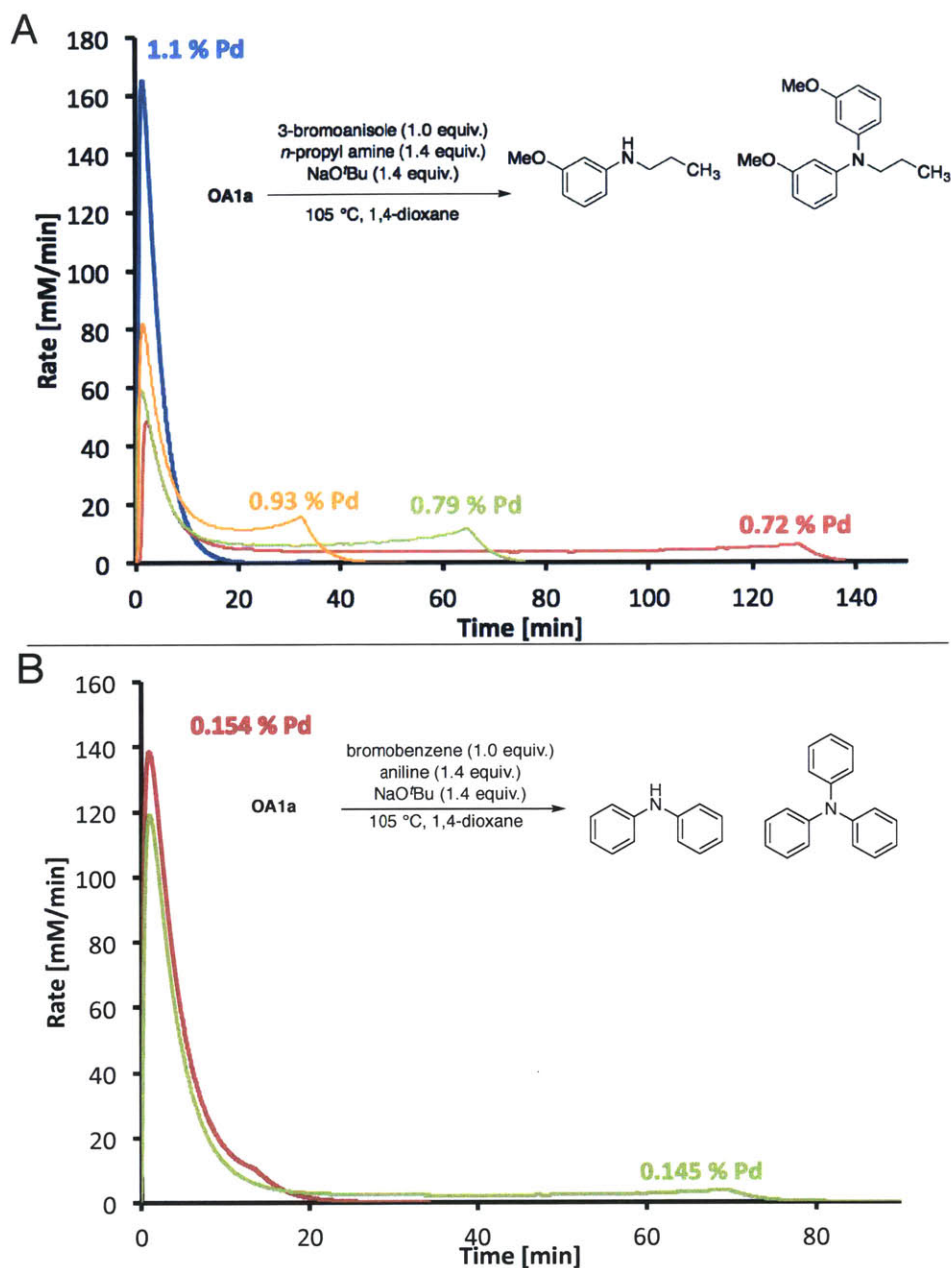 A
180
160
140
120
100
80
60
40
20
0
Rate [mM/min]
1.1 % Pd
3-bromoanisole (1.0 equiv.)
n-propyl amine (1.4 equiv.)
NaOᵗBu (1.4 equiv.)
OA1a
105 °C, 1,4-dioxane
MeO
H
N
CH₃
MeO
MeO
N
CH₃
0.93 % Pd
0.79 % Pd
0.72 % Pd
0 20 40 60 80 100 120 140
Time [min]
B
160
140
120
100
80
60
40
20
0
Rate [mM/min]
0.154 % Pd
bromobenzene (1.0 equiv.)
aniline (1.4 equiv.)
NaOᵗBu (1.4 equiv.)
OA1a
105 °C, 1,4-dioxane
H
N
N
0.145 % Pd
0 20 40 60 80
Time [min]